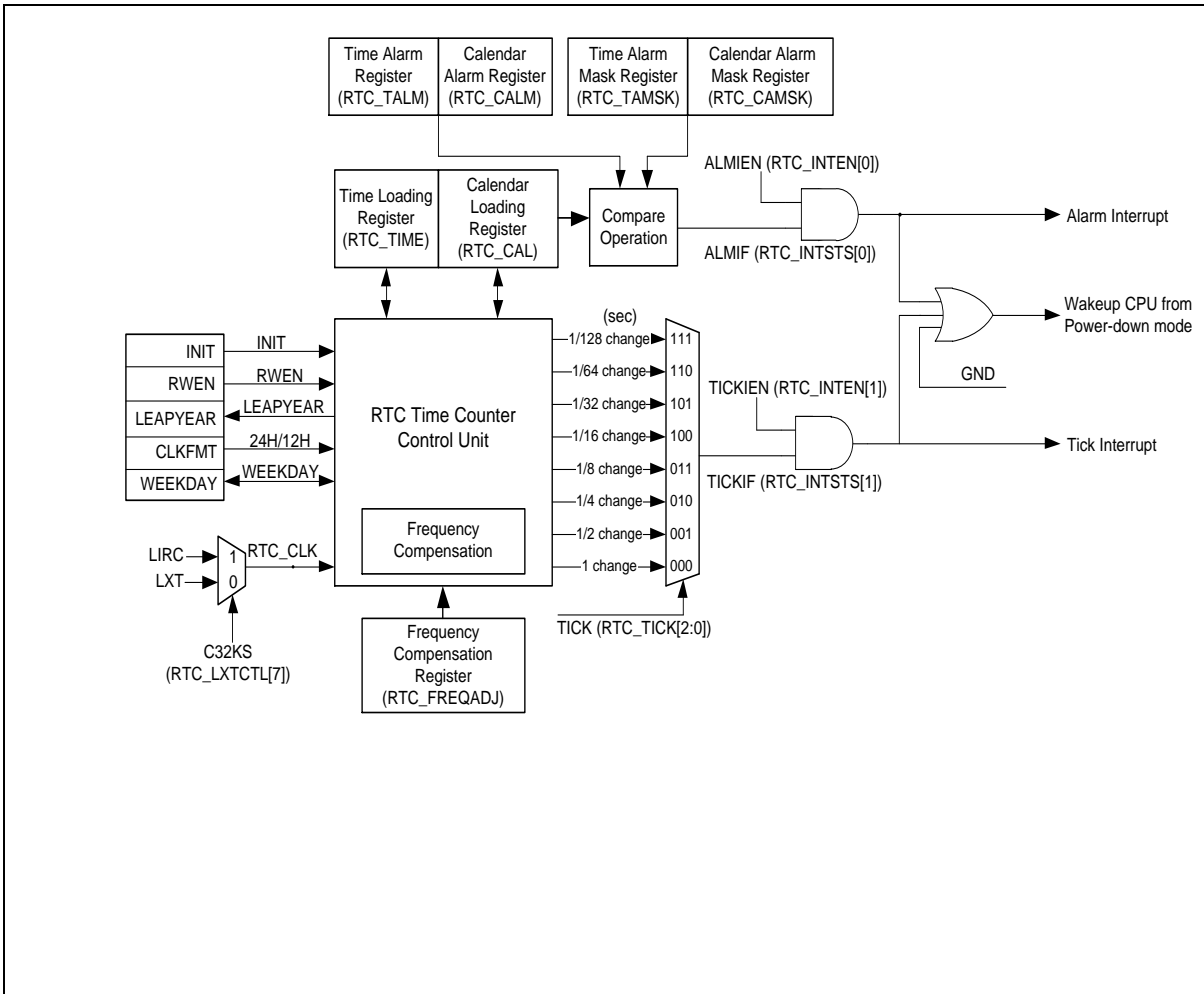 Time Alarm
Register
(RTC_TALM)
Calendar
Alarm Register
(RTC_CALM)
Time Alarm
Mask Register
(RTC_TAMSK)
Calendar Alarm
Mask Register
(RTC_CAMSK)
Time Loading
Register
(RTC_TIME)
Calendar
Loading
Register
(RTC_CAL)
Compare
Operation
ALMIEN (RTC_INTEN[0])
ALMIF (RTC_INTSTS[0])
Alarm Interrupt
Wakeup CPU from
Power-down mode
GND
INIT
RWEN
LEAPYEAR
CLKFMT
WEEKDAY
INIT
RWEN
LEAPYEAR
24H/12H
WEEKDAY
RTC Time Counter
Control Unit
Frequency
Compensation
(sec)
1/128 change
111
1/64 change
110
1/32 change
101
1/16 change
100
1/8 change
011
1/4 change
010
1/2 change
001
1 change
000
TICKIEN (RTC_INTEN[1])
TICKIF (RTC_INTSTS[1])
Tick Interrupt
LIRC
LXT
1
0
RTC_CLK
C32KS
(RTC_LXTCTL[7])
TICK (RTC_TICK[2:0])
Frequency
Compensation
Register
(RTC_FREQADJ)